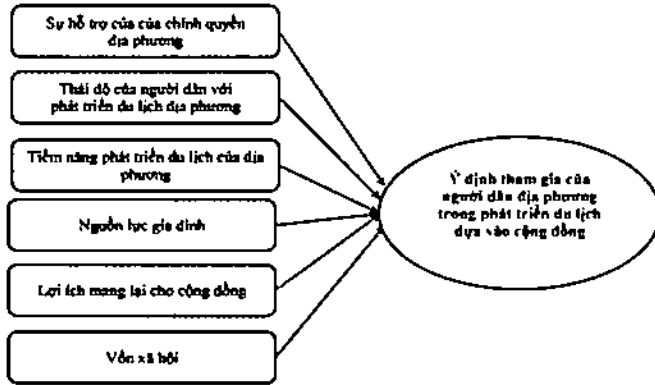 Sự hỗ trợ của của chính quyền
địa phương
Thái độ của người dân với
phát triển du lịch địa phương
Tiềm năng phát triển du lịch của địa
phương
Nguồn lực gia đình
Lợi ích mang lại cho cộng đồng
Vốn xã hội
Ý định tham gia của
người dân địa phương
trong phát triển du lịch
dựa vào cộng đồng